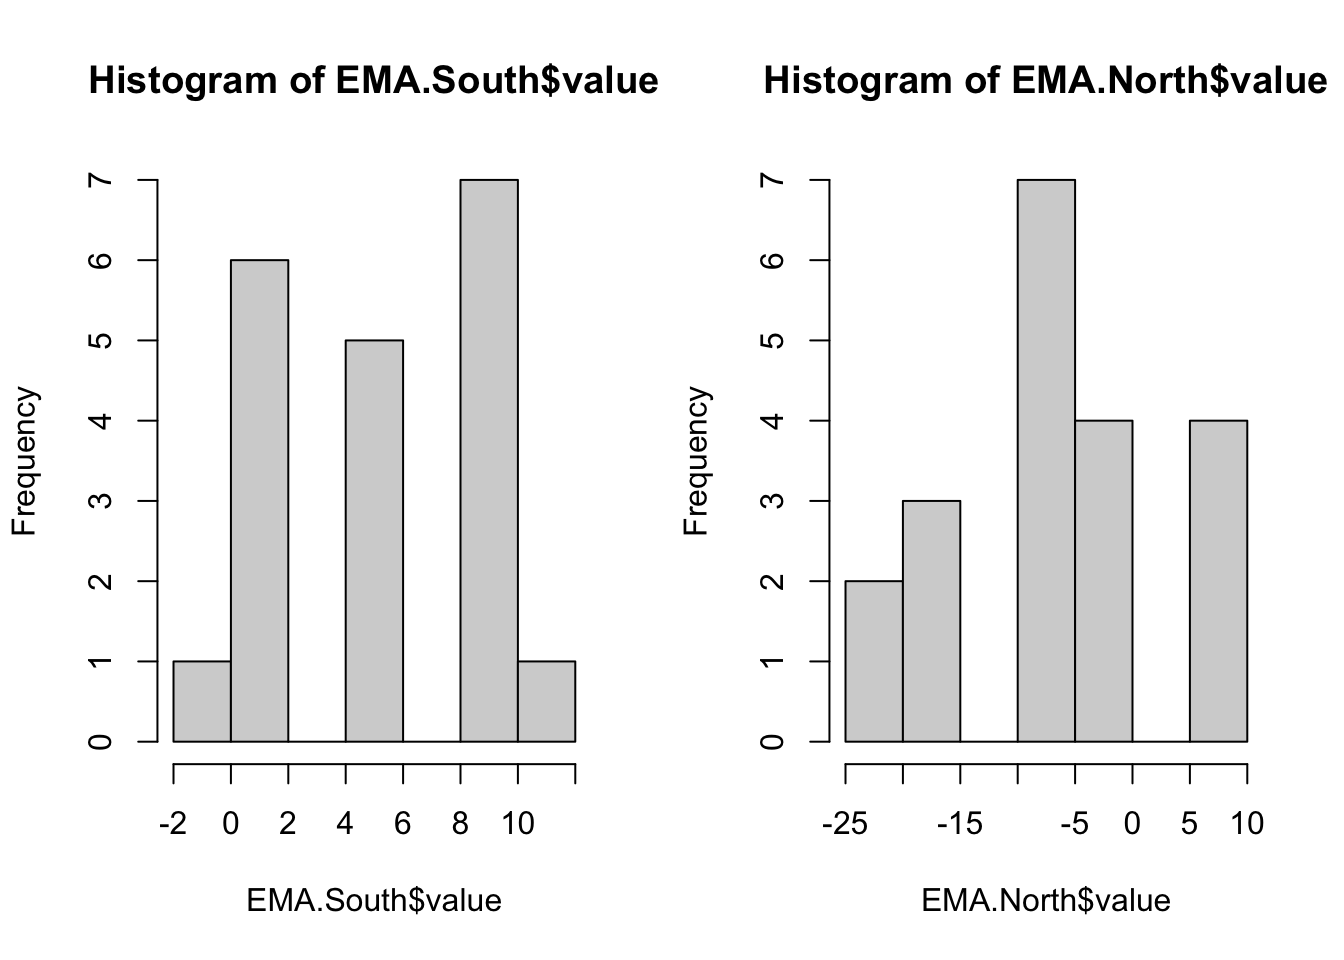 Histogram of EMA.South$value
Frequency
7
6
5
4
3
2
1
0
-2 0 2 4 6 8 10
EMA.South$value
Histogram of EMA.North$value
Frequency
7
6
5
4
3
2
1
0
-25 -15 -5 0 5 10
EMA.North$value